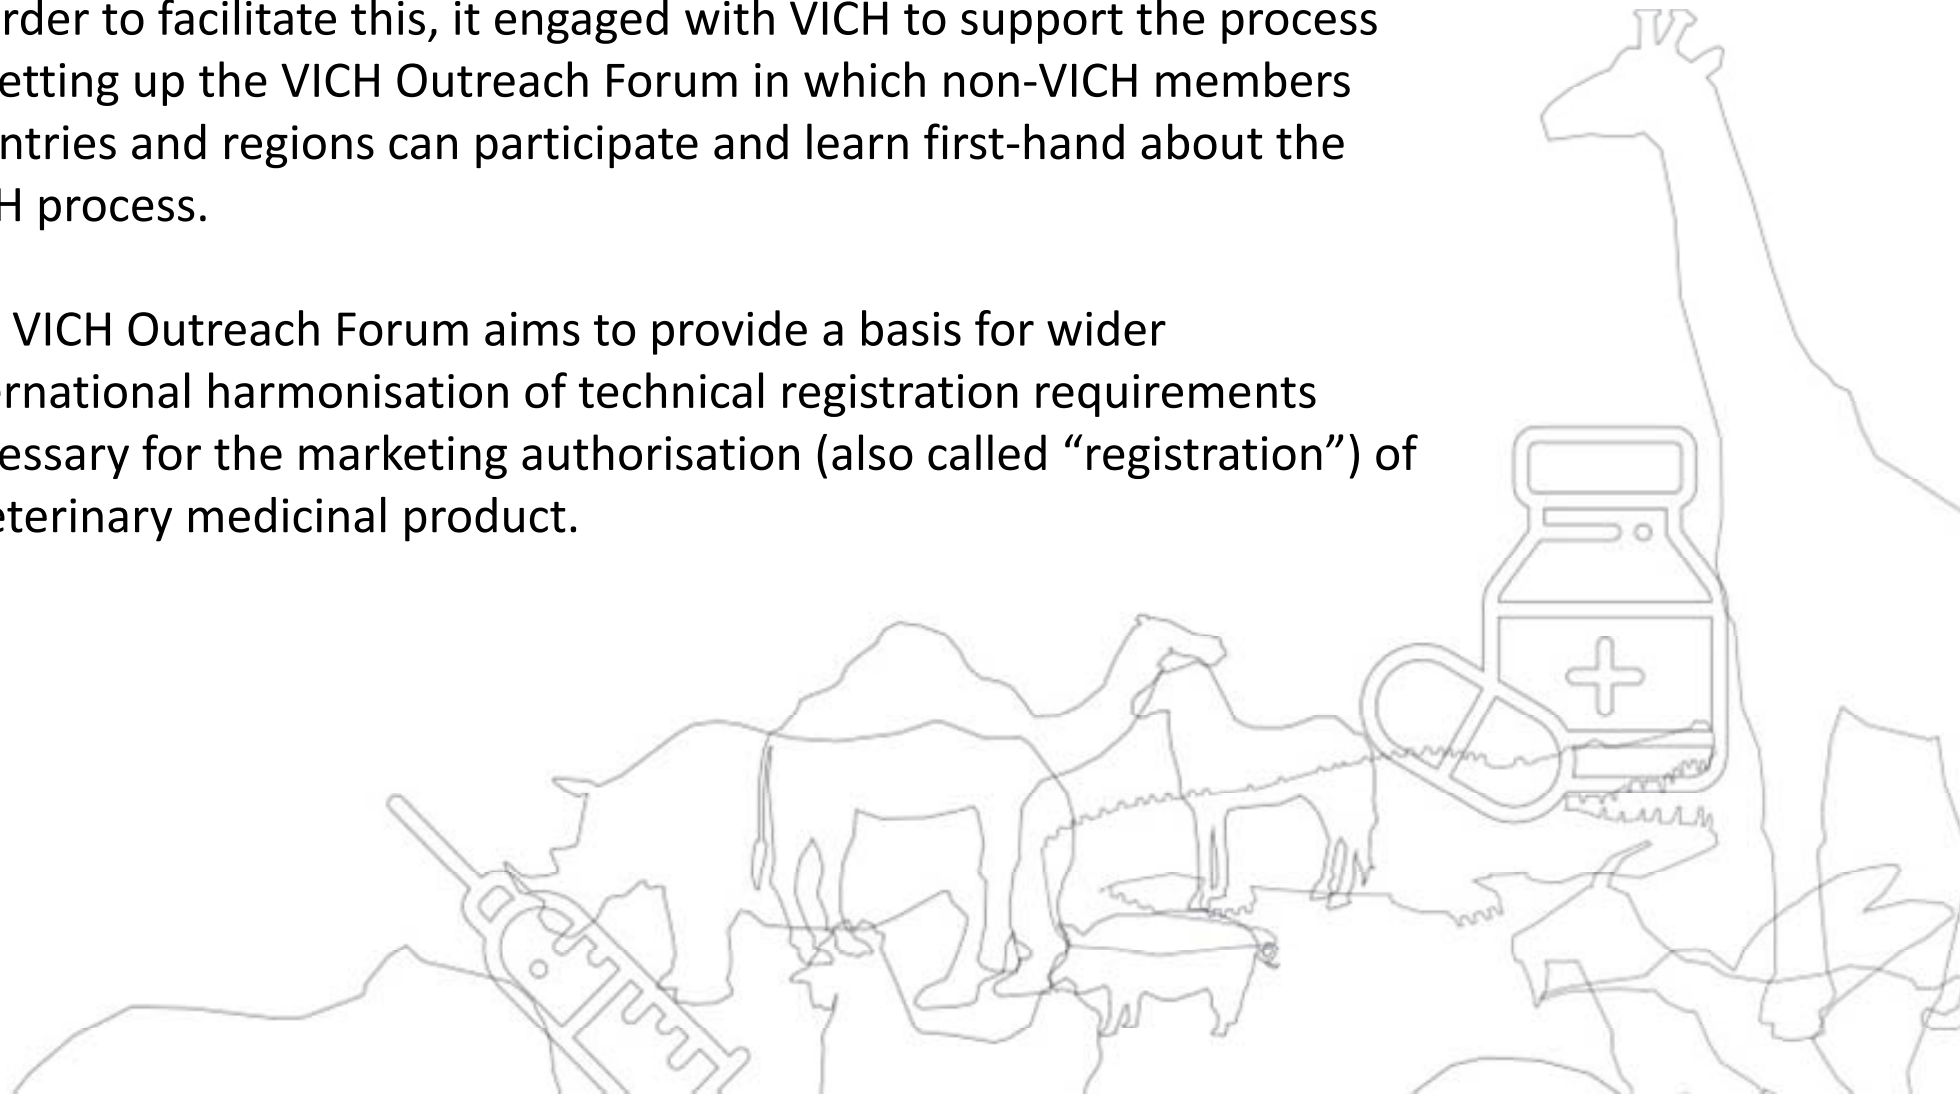 rder to facilitate this, it engaged with VICH to support the process
etting up the VICH Outreach Forum in which non-VICH members
ntries and regions can participate and learn first-hand about the
H process.
VICH Outreach Forum aims to provide a basis for wider
ernational harmonisation of technical registration requirements
essary for the marketing authorisation (also called “registration”) of
eterinary medicinal product.